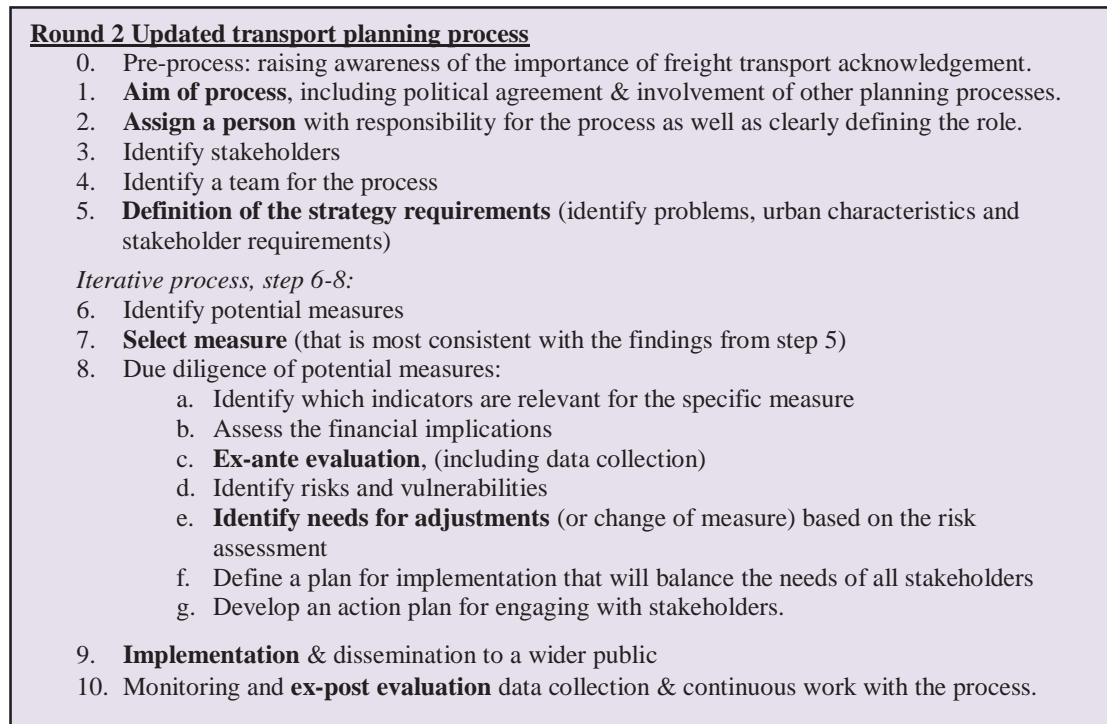 Round 2 Updated transport planning process
0. Pre-process: raising awareness of the importance of freight transport acknowledgement.
1. Aim of process, including political agreement & involvement of other planning processes.
2. Assign a person with responsibility for the process as well as clearly defining the role.
3. Identify stakeholders
4. Identify a team for the process
5. Definition of the strategy requirements (identify problems, urban characteristics and
stakeholder requirements)
Iterative process, step 6-8:
6. Identify potential measures
7. Select measure (that is most consistent with the findings from step 5)
8. Due diligence of potential measures:
a. Identify which indicators are relevant for the specific measure
b. Assess the financial implications
c. Ex-ante evaluation, (including data collection)
d. Identify risks and vulnerabilities
e. Identify needs for adjustments (or change of measure) based on the risk
assessment
f. Define a plan for implementation that will balance the needs of all stakeholders
g. Develop an action plan for engaging with stakeholders.
9. Implementation & dissemination to a wider public
10. Monitoring and ex-post evaluation data collection & continuous work with the process.